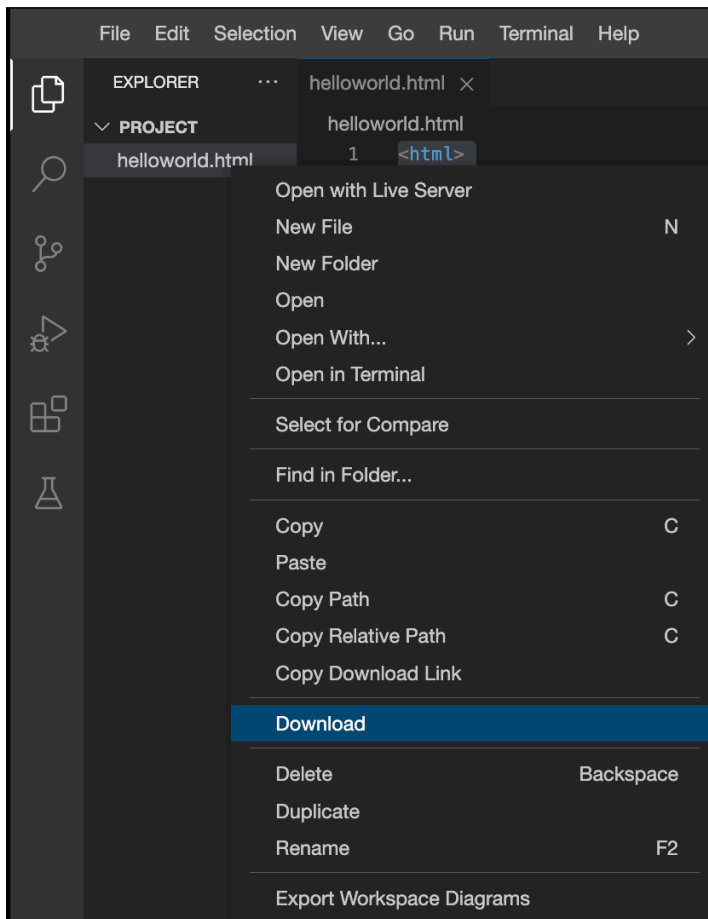 File Edit Selection View Go Run Terminal Help
EXPLORER ··· helloworld.html ×
PROJECT helloworld.html
helloworld.html 1 <html>
Open with Live Server
New File N
New Folder
Open
Open With...
Open in Terminal
Select for Compare
Find in Folder...
Copy C
Paste
Copy Path C
Copy Relative Path C
Copy Download Link
Download
Delete Backspace
Duplicate
Rename F2
Export Workspace Diagrams